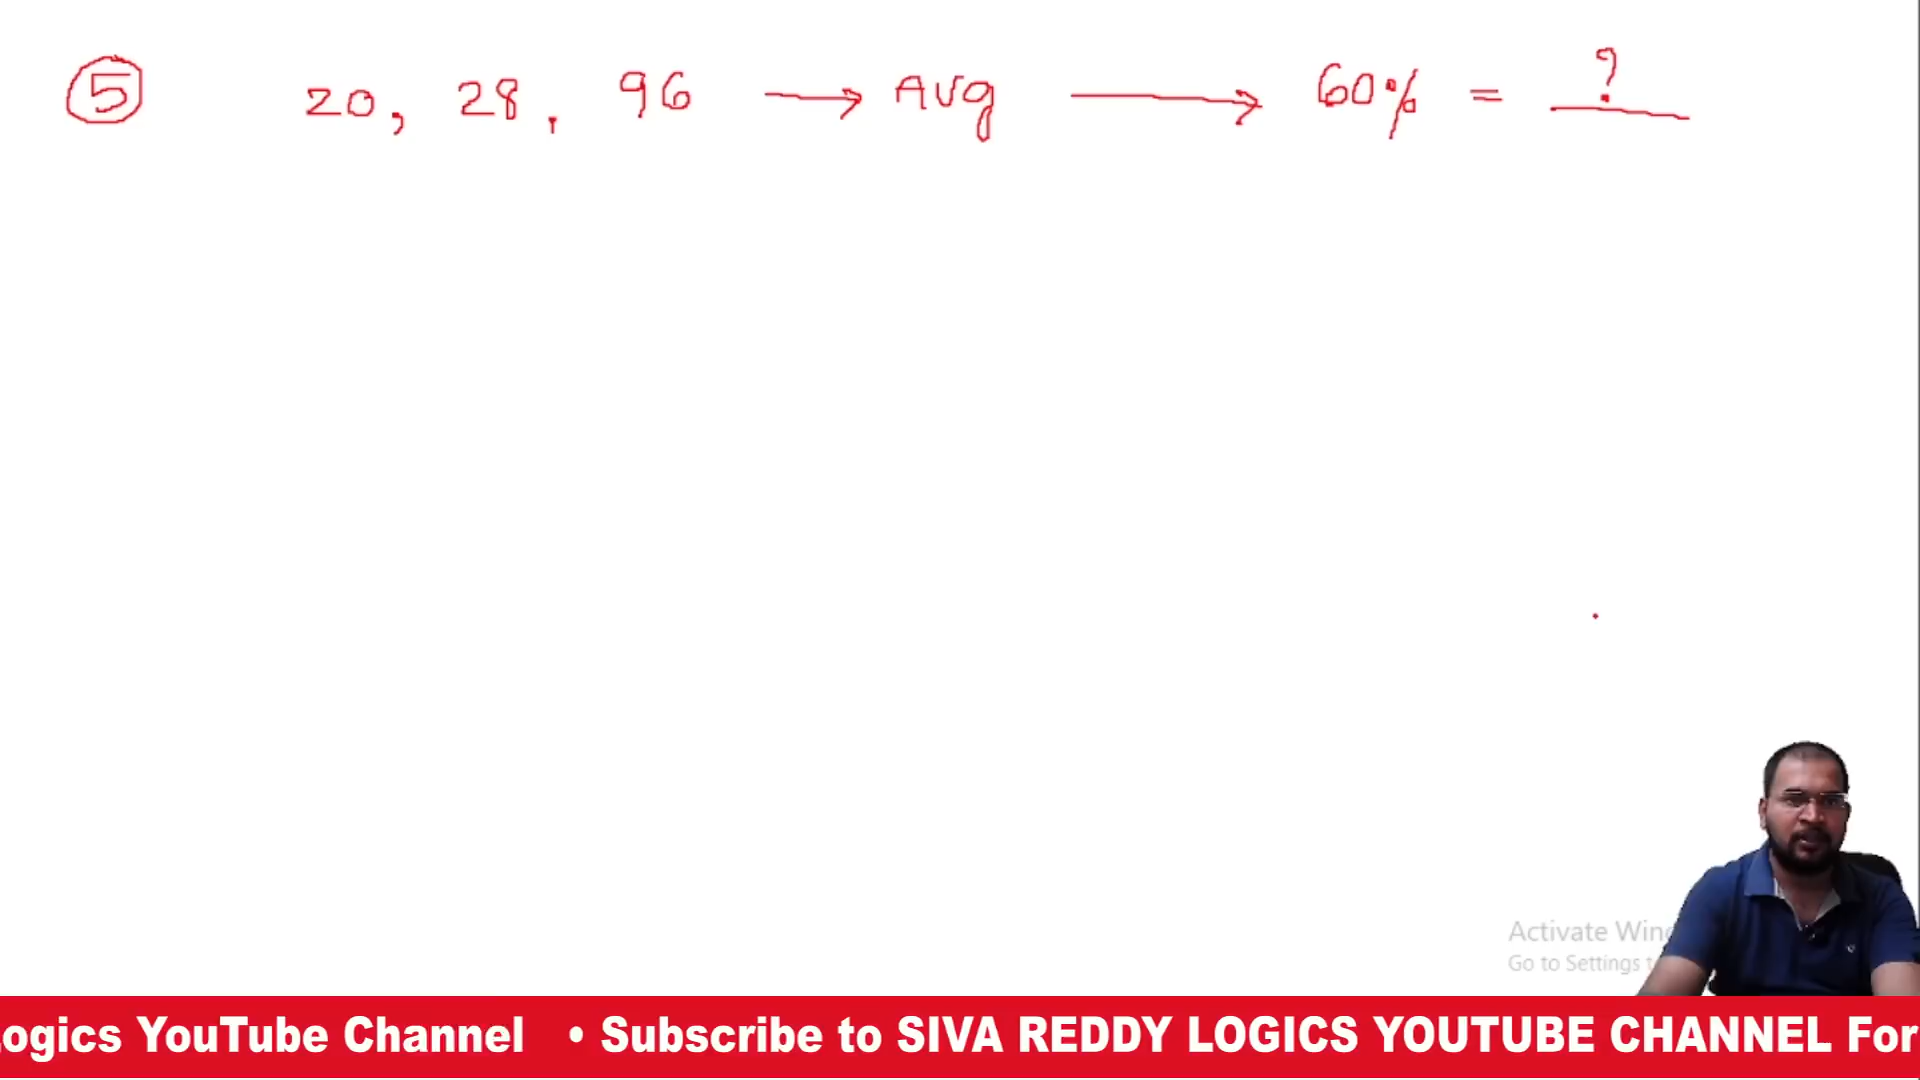 5 20, 28, 96 → Avg → 60% = ?
Activate Win
Go to Settings t
ogics YouTube Channel • Subscribe to SIVA REDDY LOGICS YOUTUBE CHANNEL For